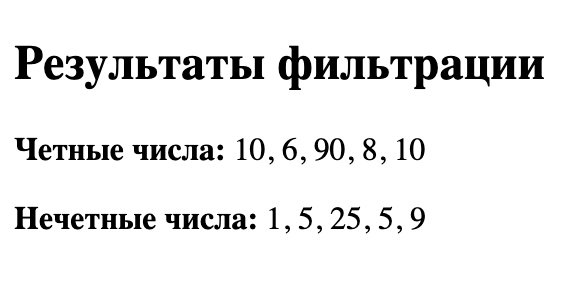 Результаты фильтрации
Четные числа: 10, 6, 90, 8, 10
Нечетные числа: 1, 5, 25, 5, 9